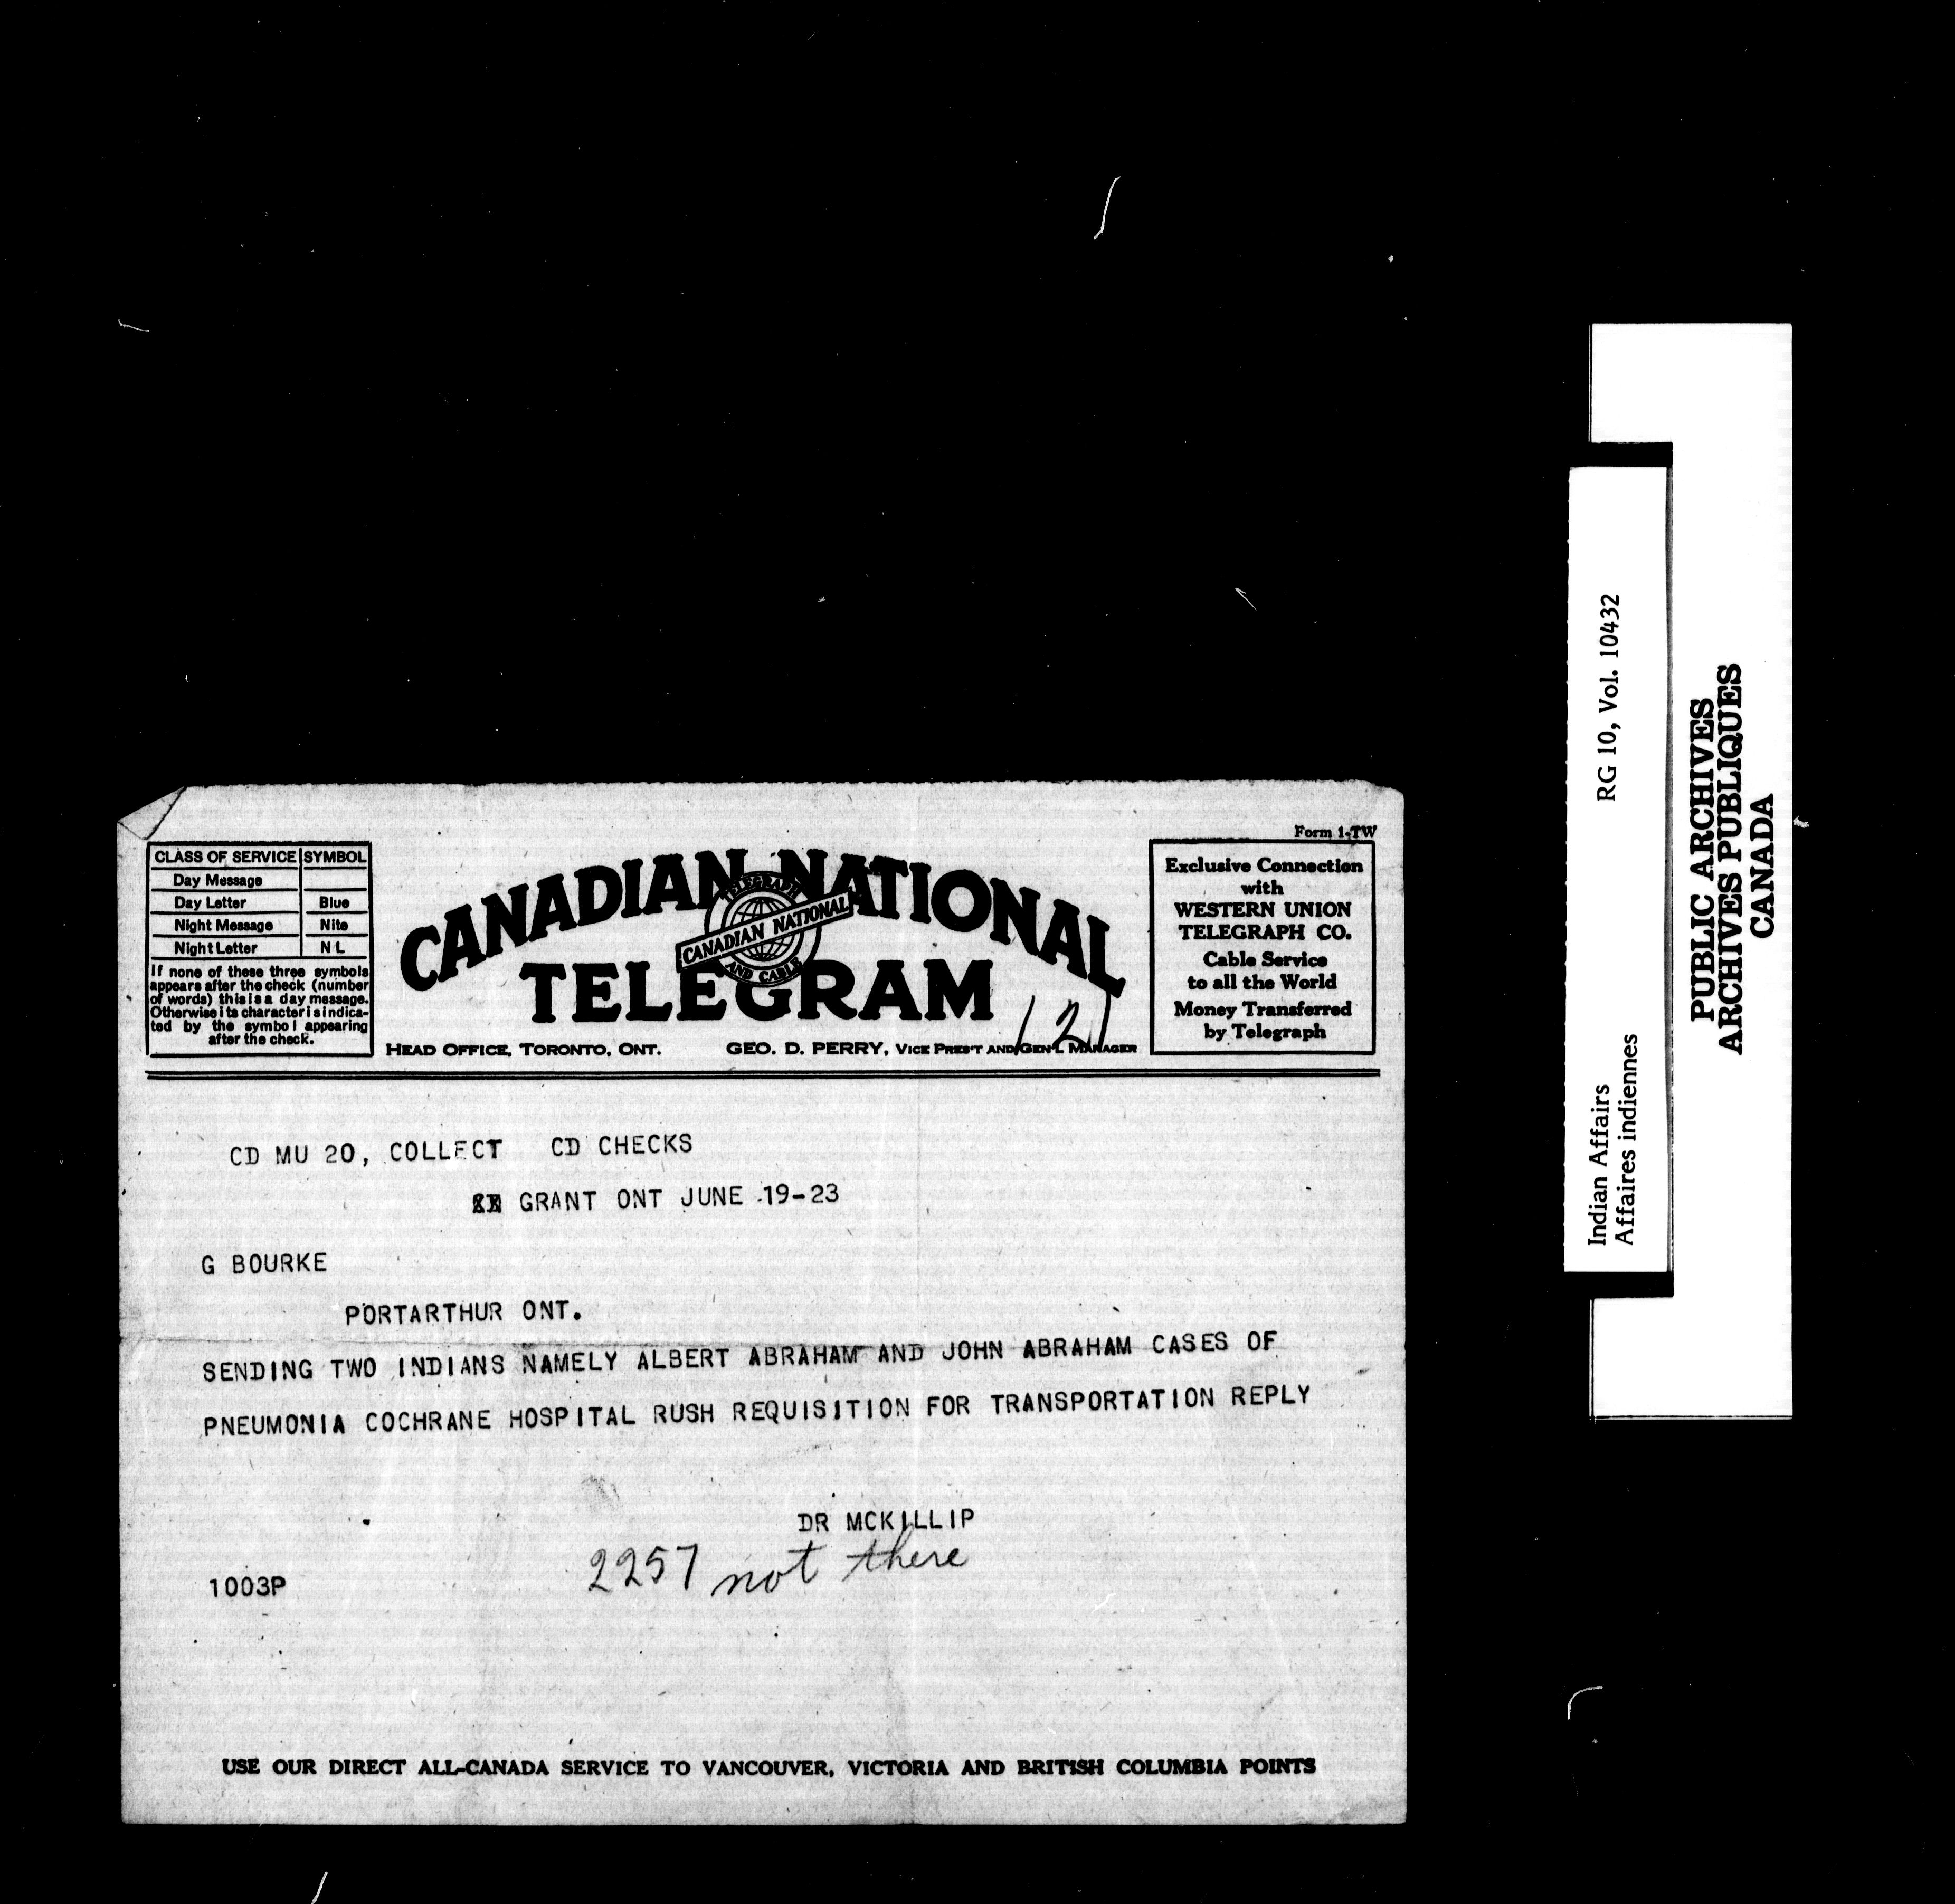 Form 1-TW
CLASS OF SERVICE SYMBOL
Day Message
Day Letter Blue
Night Message Nite
Night Letter N L
If none of these three symbols
appears after the check (number
of words) this is a day message.
Otherwise its character is indica-
ted by the symbol appearing
after the check.
CANADIAN NATIONAL
TELEGRAPH
CANADIAN NATIONAL
AND CABLE
TELEGRAM
HEAD OFFICE, TORONTO, ONT. GEO. D. PERRY, VICE PRES'T AND GEN'L MANAGER
121
Exclusive Connection
with
WESTERN UNION
TELEGRAPH CO.
Cable Service
to all the World
Money Transferred
by Telegraph
CD MU 20, COLLECT CD CHECKS
GRANT ONT JUNE 19-23
G BOURKE
PORTARTHUR ONT.
SENDING TWO INDIANS NAMELY ALBERT ABRAHAM AND JOHN ABRAHAM CASES OF
PNEUMONIA COCHRANE HOSPITAL RUSH REQUISITION FOR TRANSPORTATION REPLY
DR MCKILLIP
2257 not there
1003P
USE OUR DIRECT ALL-CANADA SERVICE TO VANCOUVER, VICTORIA AND BRITISH COLUMBIA POINTS
Indian Affairs RG 10, Vol. 10432
Affaires indiennes
PUBLIC ARCHIVES
ARCHIVES PUBLIQUES
CANADA